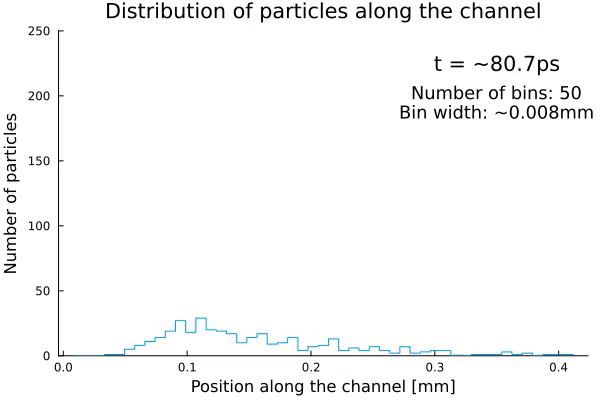 Distribution of particles along the channel
t = ~80.7ps
Number of bins: 50
Bin width: ~0.008mm
Number of particles
250
200
150
100
50
0
0.0 0.1 0.2 0.3 0.4
Position along the channel [mm]